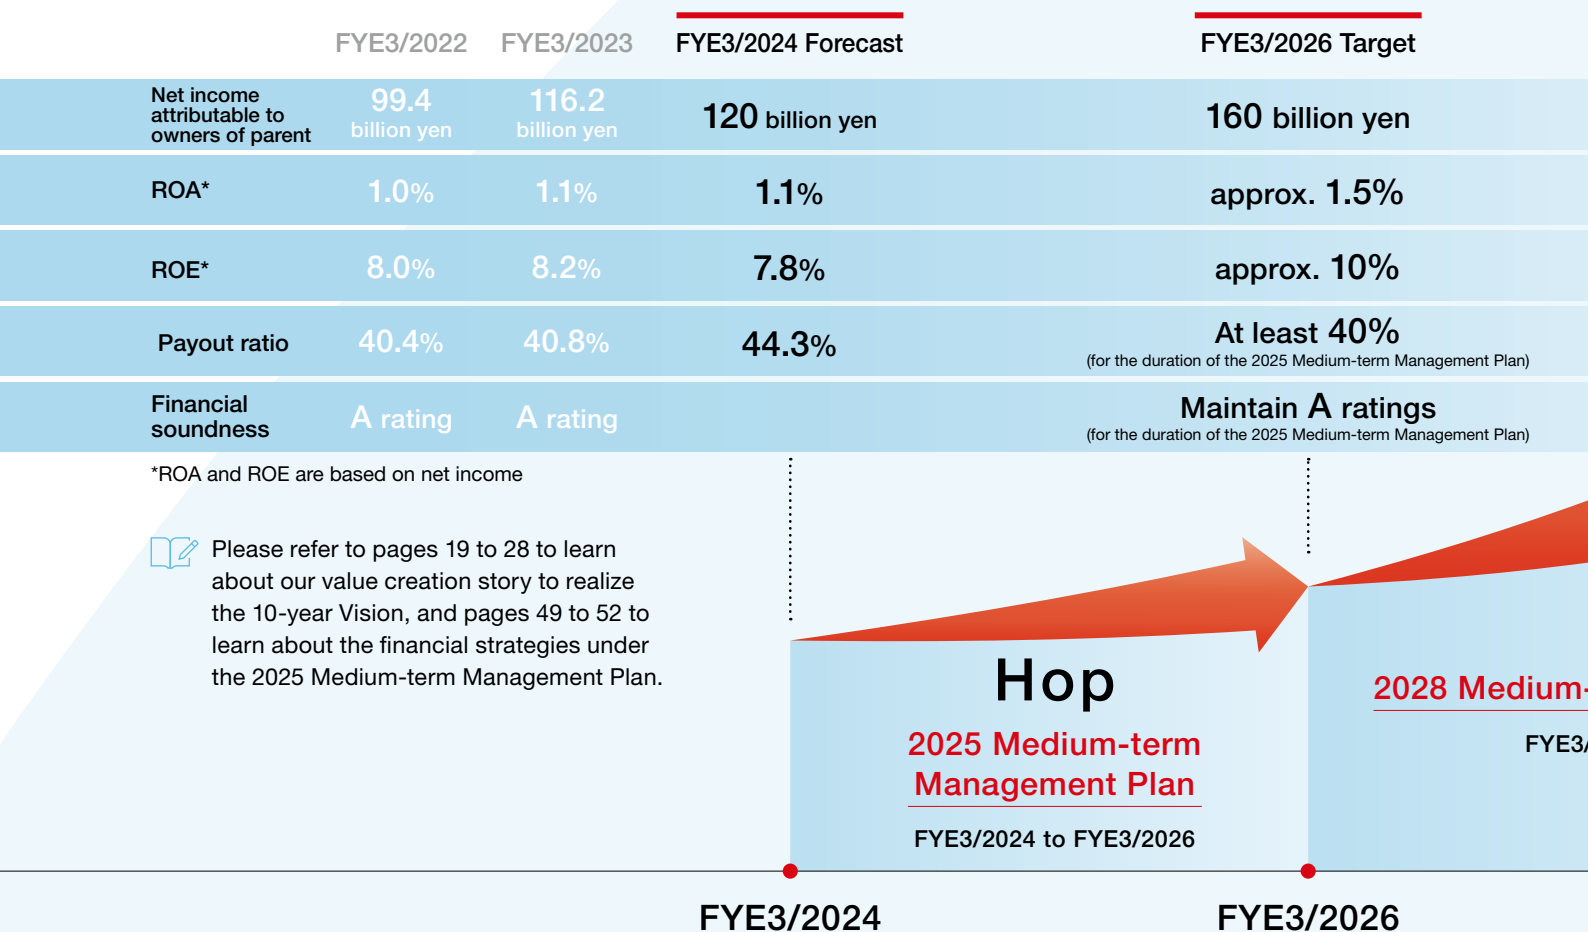 FYE3/2022 FYE3/2023 FYE3/2024 Forecast FYE3/2026 Target
Net income
attributable to
owners of parent
99.4
billion yen
116.2
billion yen
120 billion yen
160 billion yen
ROA* 1.0% 1.1% 1.1% approx. 1.5%
ROE* 8.0% 8.2% 7.8% approx. 10%
Payout ratio 40.4% 40.8% 44.3% At least 40%
(for the duration of the 2025 Medium-term Management Plan)
Financial
soundness
A rating A rating Maintain A ratings
(for the duration of the 2025 Medium-term Management Plan)
*ROA and ROE are based on net income
Please refer to pages 19 to 28 to learn
about our value creation story to realize
the 10-year Vision, and pages 49 to 52 to
learn about the financial strategies under
the 2025 Medium-term Management Plan.
Hop
2025 Medium-term
Management Plan
FYE3/2024 to FYE3/2026
2028 Medium-
FYE3/
FYE3/2024 FYE3/2026